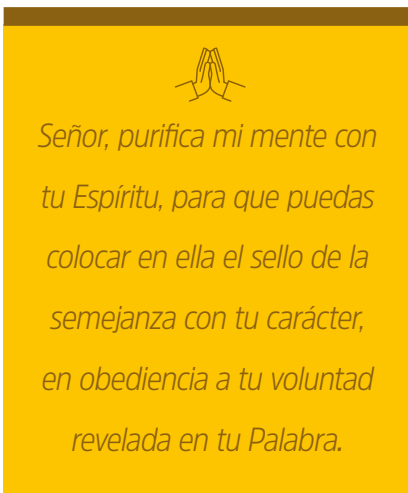 Señor, purifica mi mente con
tu Espíritu, para que puedas
colocar en ella el sello de la
semejanza con tu carácter,
en obediencia a tu voluntad
revelada en tu Palabra.